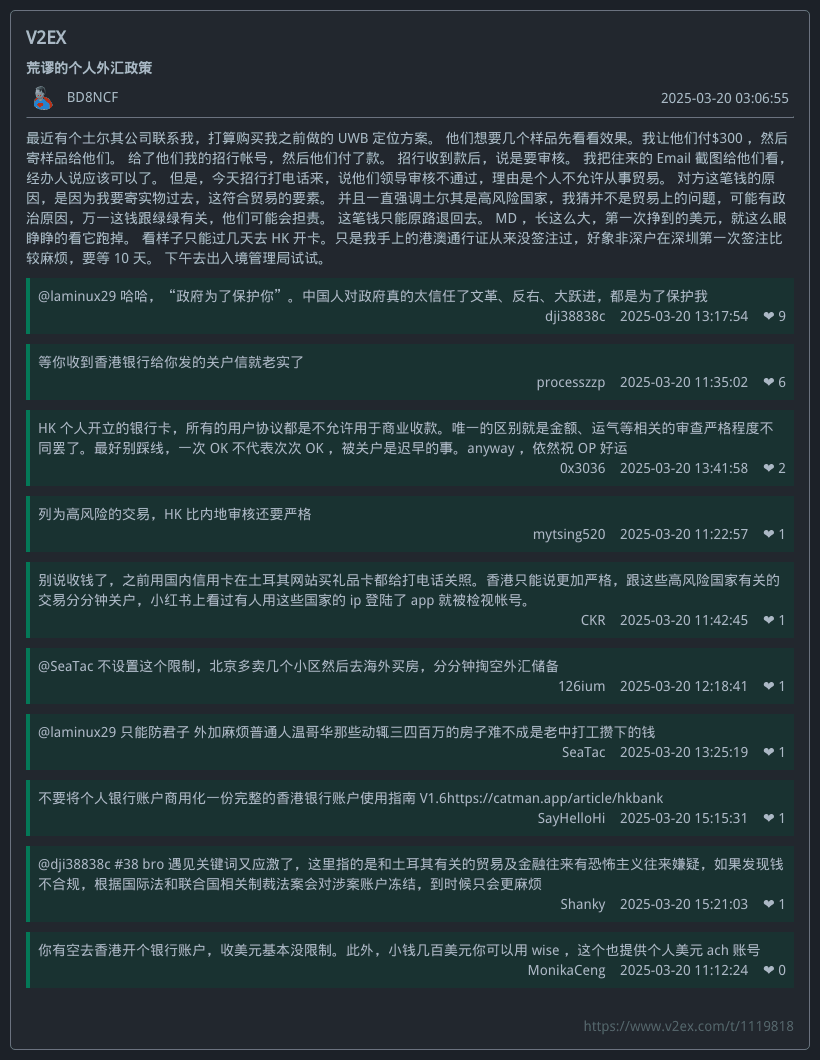 V2EX
荒谬的个人外汇政策
BD8NCF 2025-03-20 03:06:55
最近有个土尔其公司联系我，打算购买我之前做的 UWB 定位方案。 他们想要几个样品先看看效果。我让他们付$300 ，然后
寄样品给他们。 给了他们我的招行帐号，然后他们付了款。 招行收到款后，说是要审核。 我把往来的 Email 截图给他们看，
经办人说应该可以了。 但是，今天招行打电话来，说他们领导审核不通过，理由是个人不允许从事贸易。 对方这笔钱的原
因，是因为我要寄实物过去，这符合贸易的要素。 并且一直强调土尔其是高风险国家，我猜并不是贸易上的问题，可能有政
治原因，万一这钱跟绿绿有关，他们可能会担责。 这笔钱只能原路退回去。 MD ，长这么大，第一次挣到的美元，就这么眼
睁睁的看它跑掉。 看样子只能过几天去 HK 开卡。只是我手上的港澳通行证从来没签注过，好象非深户在深圳第一次签注比
较麻烦，要等 10 天。 下午去出入境管理局试试。
@laminux29 哈哈，“政府为了保护你”。中国人对政府真的太信任了文革、反右、大跃进，都是为了保护我
dji38838c 2025-03-20 13:17:54 ❤ 9
等你收到香港银行给你发的关户信就老实了
processzzp 2025-03-20 11:35:02 ❤ 6
HK 个人开立的银行卡，所有的用户协议都是不允许用于商业收款。唯一的区别就是金额、运气等相关的审查严格程度不
同罢了。最好别踩线，一次 OK 不代表次次 OK ，被关户是迟早的事。anyway ，依然祝 OP 好运
0x3036 2025-03-20 13:41:58 ❤ 2
列为高风险的交易，HK 比内地审核还要严格
mytsing520 2025-03-20 11:22:57 ❤ 1
别说收钱了，之前用国内信用卡在土耳其网站买礼品卡都给打电话关照。香港只能说更加严格，跟这些高风险国家有关的
交易分分钟关户，小红书上看过有人用这些国家的 ip 登陆了 app 就被检视帐号。
CKR 2025-03-20 11:42:45 ❤ 1
@SeaTac 不设置这个限制，北京多卖几个小区然后去海外买房，分分钟掏空外汇储备
126ium 2025-03-20 12:18:41 ❤ 1
@laminux29 只能防君子 外加麻烦普通人温哥华那些动辄三四百万的房子难不成是老中打工攒下的钱
SeaTac 2025-03-20 13:25:19 ❤ 1
不要将个人银行账户商用化一份完整的香港银行账户使用指南 V1.6https://catman.app/article/hkbank
SayHelloHi 2025-03-20 15:15:31 ❤ 1
@dji38838c #38 bro 遇见关键词又应激了，这里指的是和土耳其有关的贸易及金融往来有恐怖主义往来嫌疑，如果发现钱
不合规，根据国际法和联合国相关制裁法案会对涉案账户冻结，到时候只会更麻烦
Shanky 2025-03-20 15:21:03 ❤ 1
你有空去香港开个银行账户，收美元基本没限制。此外，小钱几百美元你可以用 wise ，这个也提供个人美元 ach 账号
MonikaCeng 2025-03-20 11:12:24 ❤ 0
https://www.v2ex.com/t/1119818